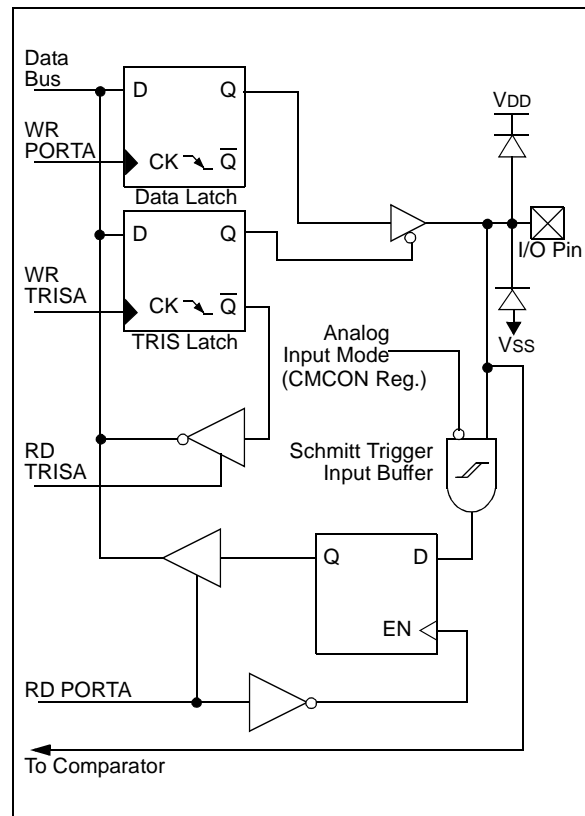 Data
Bus
D
Q
VDD
WR
PORTA
CK
Q
Data Latch
D
Q
I/O Pin
WR
TRISA
CK
Q
TRIS Latch
Analog
Input Mode
(CMCON Reg.)
VSS
RD
TRISA
Schmitt Trigger
Input Buffer
Q
D
EN
RD PORTA
To Comparator